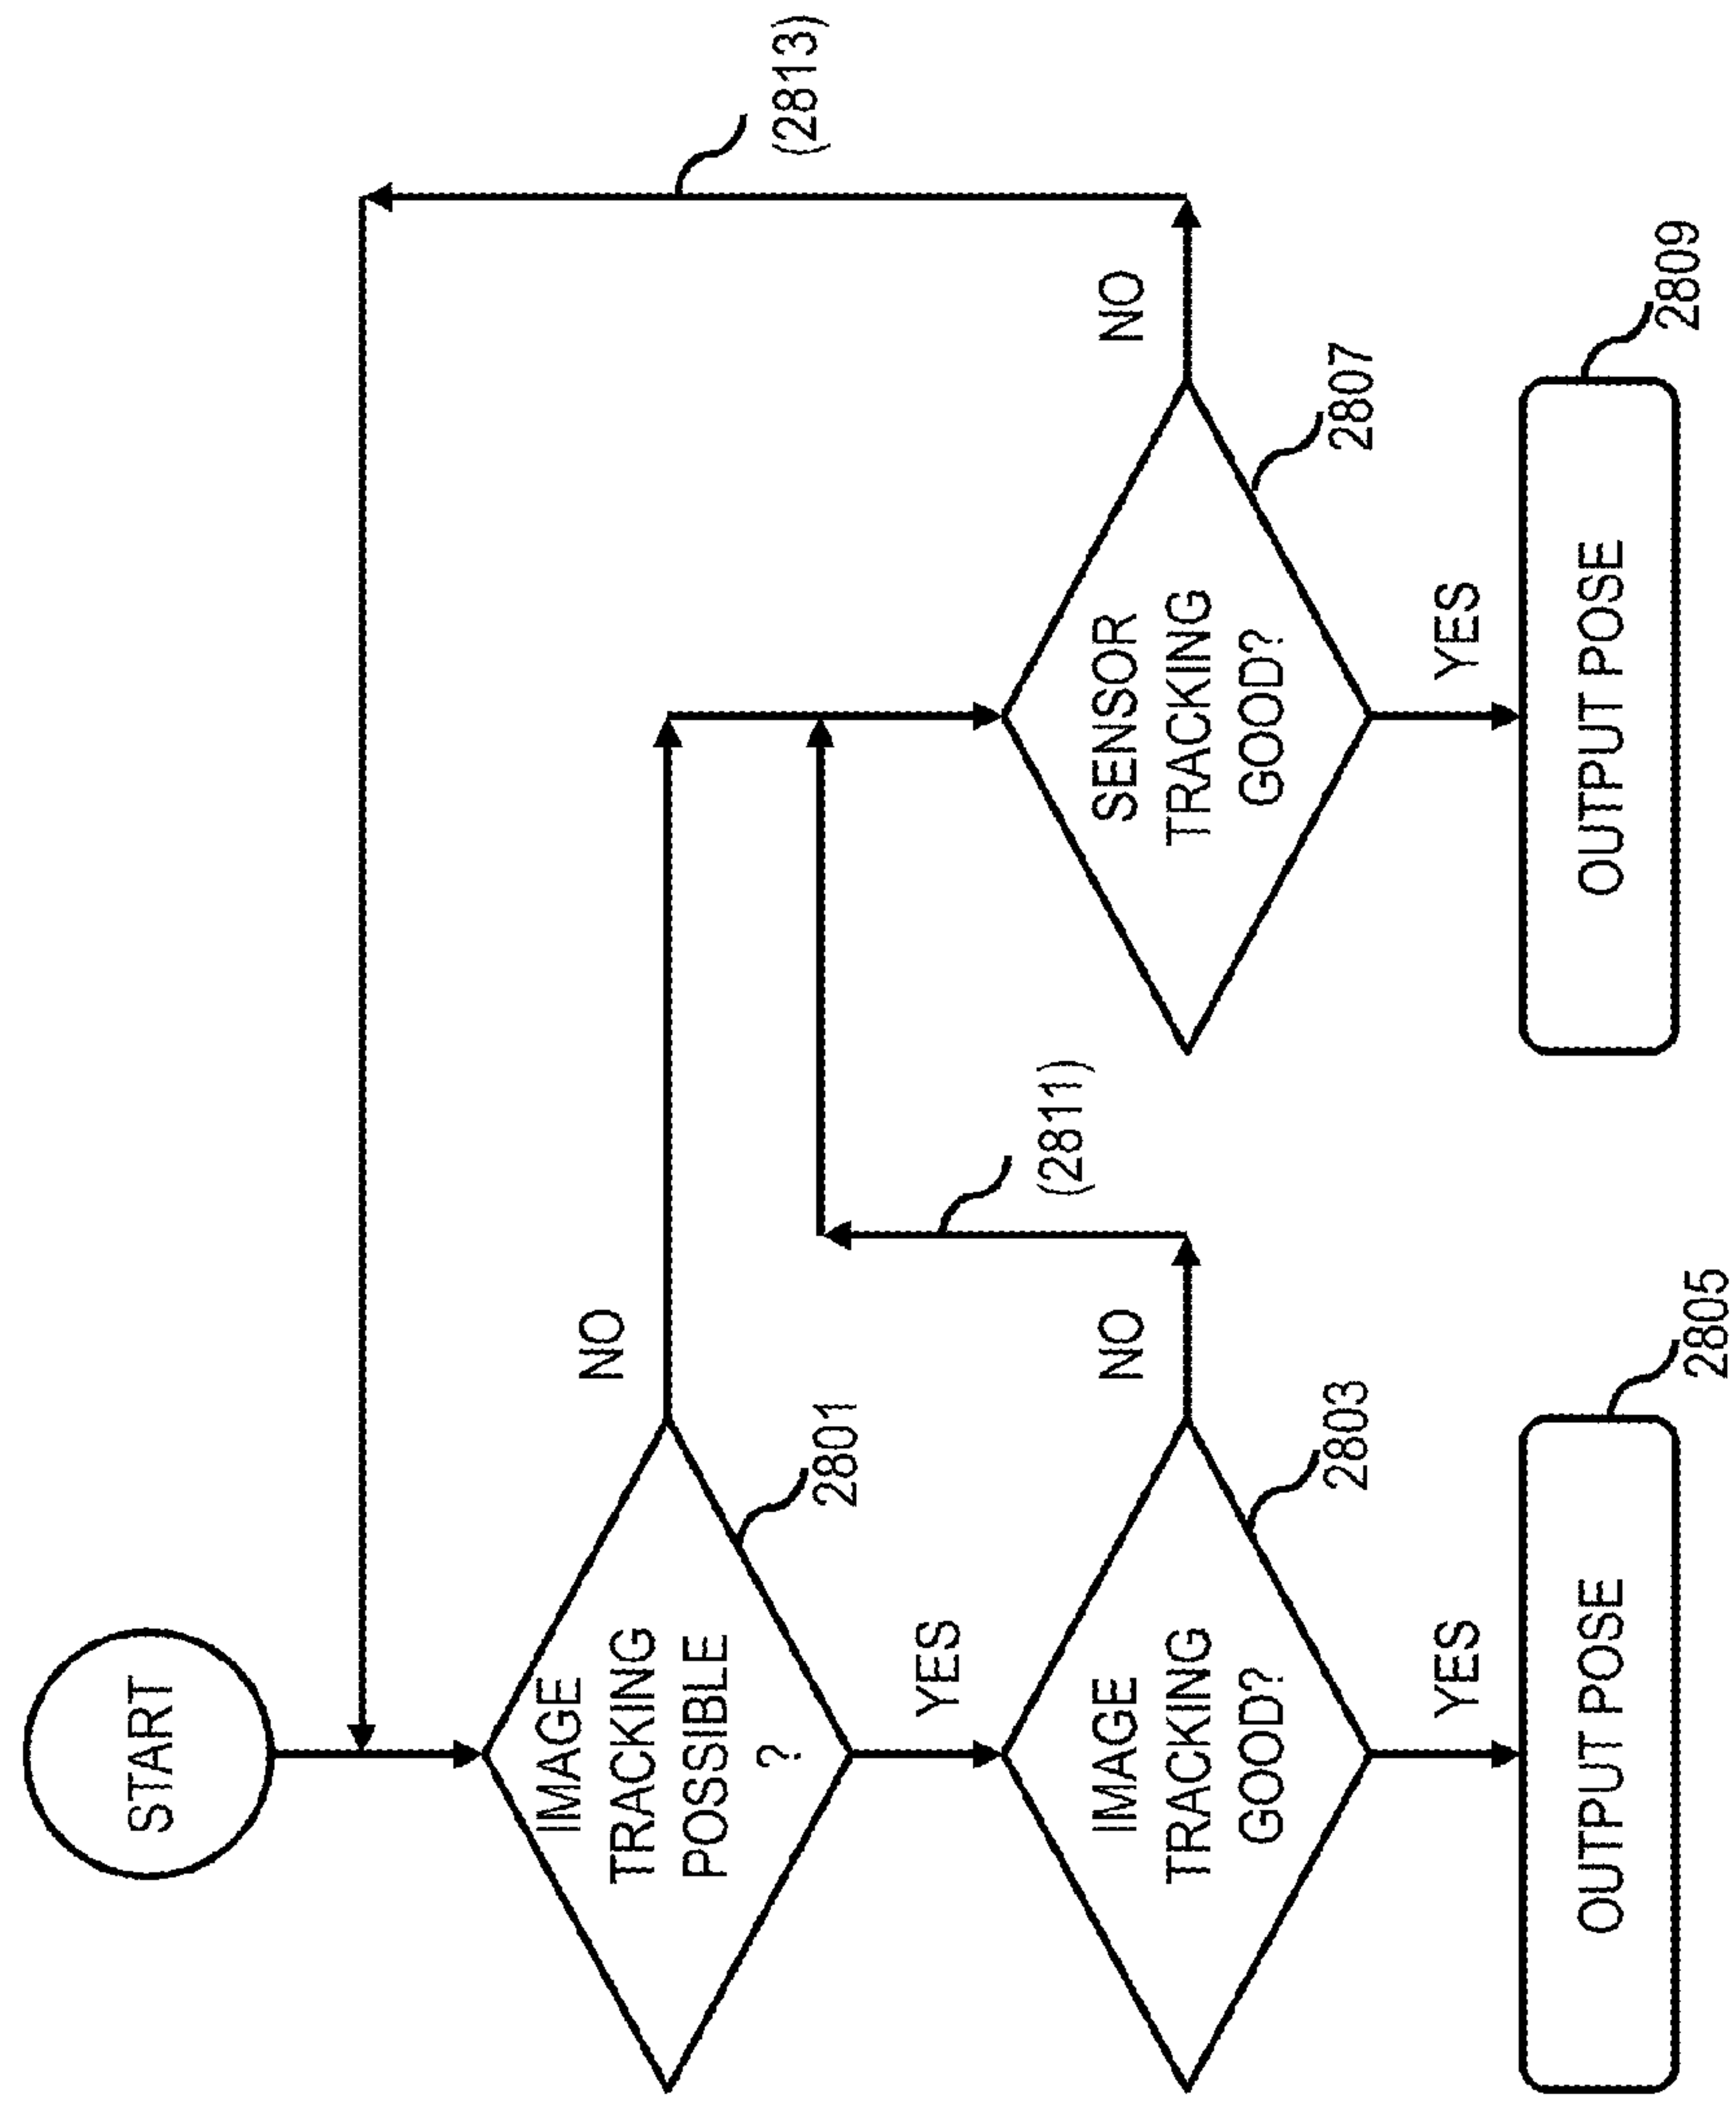 START
IMAGE
TRACKING
POSSIBLE
?
2801
NO
YES
IMAGE
TRACKING
GOOD?
2803
NO
(2811)
YES
OUTPUT POSE
2805
SENSOR
TRACKING
GOOD?
2807
NO
(2813)
YES
OUTPUT POSE
2809